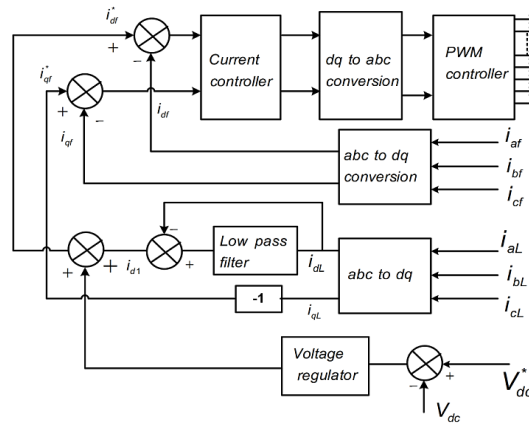 i*df
+
−
Current controller
dq to abc conversion
PWM controller
i*qf
+
−
idf
iqf
abc to dq conversion
iaf
ibf
icf
−
Low pass filter
+
+
+
id1
idL
abc to dq
iaL
ibL
icL
-1
iqL
Voltage regulator
−
+
V*dc
Vdc